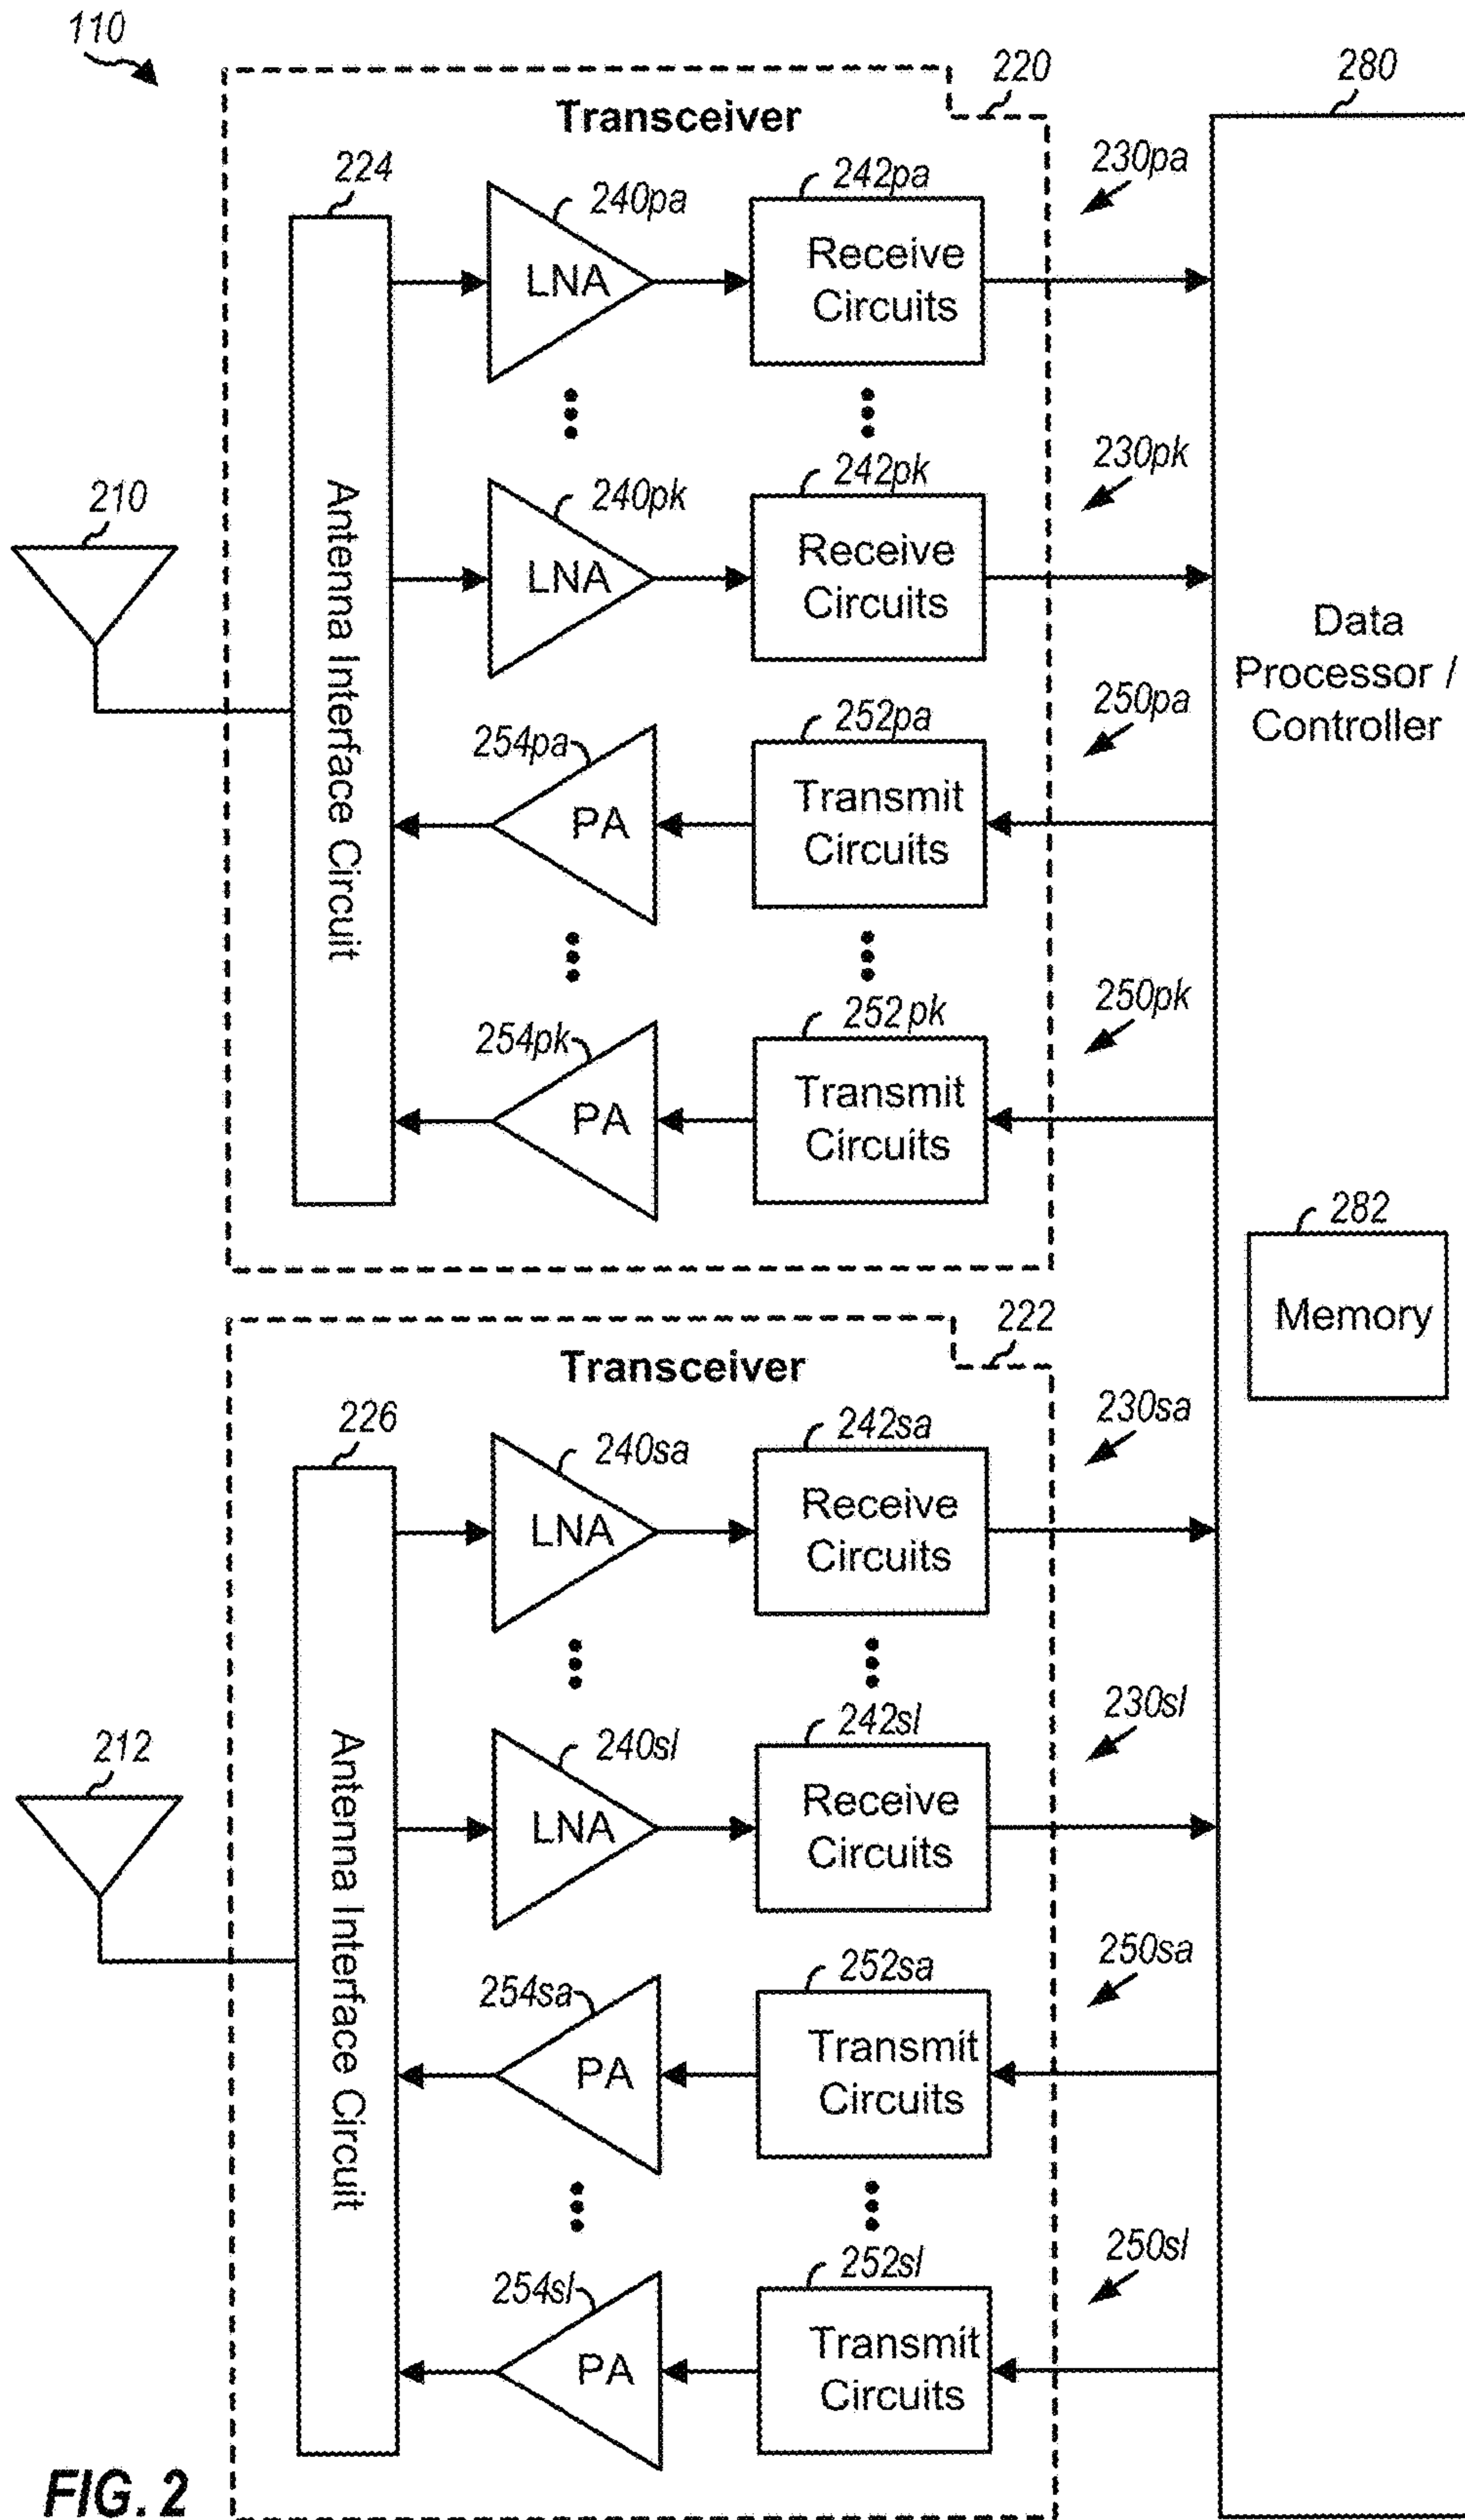 110
220
280
Transceiver
224
240pa
242pa
230pa
LNA
Receive
Circuits
240pk
242pk
230pk
210
Antenna Interface Circuit
LNA
Receive
Circuits
Data
Processor /
Controller
254pa
252pa
250pa
PA
Transmit
Circuits
254pk
252pk
250pk
PA
Transmit
Circuits
282
Memory
222
Transceiver
226
240sa
242sa
230sa
LNA
Receive
Circuits
240sl
242sl
230sl
212
Antenna Interface Circuit
LNA
Receive
Circuits
254sa
252sa
250sa
PA
Transmit
Circuits
254sl
252sl
250sl
PA
Transmit
Circuits
FIG. 2